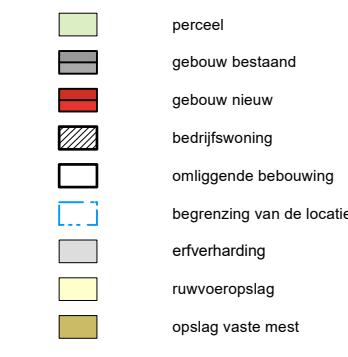 perceel
gebouw bestaand
gebouw nieuw
bedrijfswoning
omliggende bebouwing
begrenzing van de locatie
erfverharding
ruwvoeropslag
opslag vaste mest